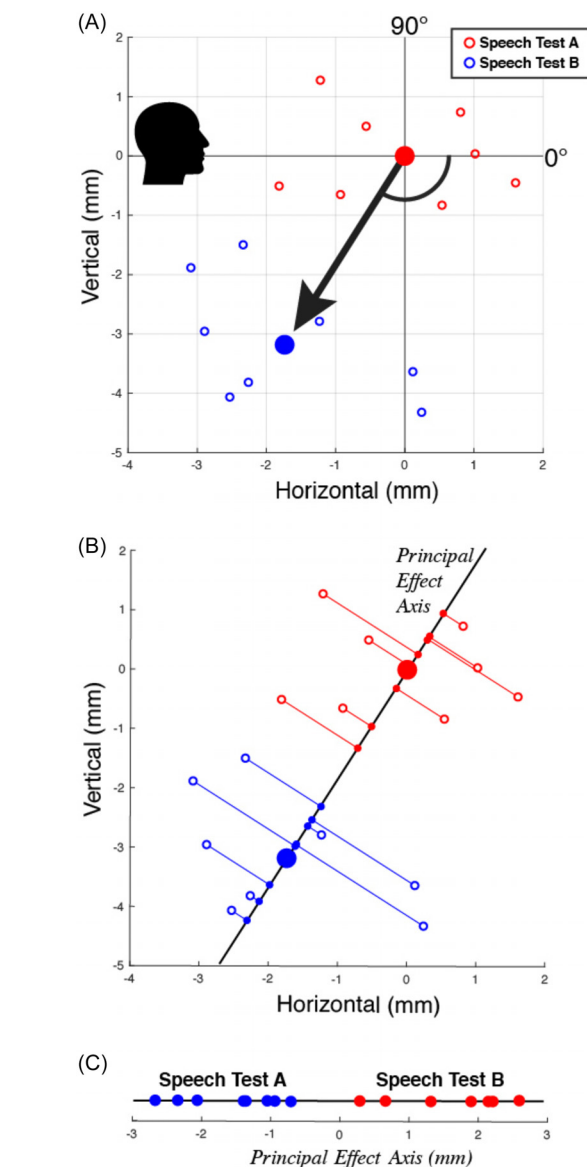 (A)
90°
Speech Test A
Speech Test B
2
1
0
-1
-2
-3
-4
-5
0°
Vertical (mm)
-4 -3 -2 -1 0 1 2
Horizontal (mm)
(B)
Principal
Effect
Axis
2
1
0
-1
-2
-3
-4
-5
Vertical (mm)
-4 -3 -2 -1 0 1 2
Horizontal (mm)
(C)
Speech Test A Speech Test B
-3 -2 -1 0 1 2 3
Principal Effect Axis (mm)